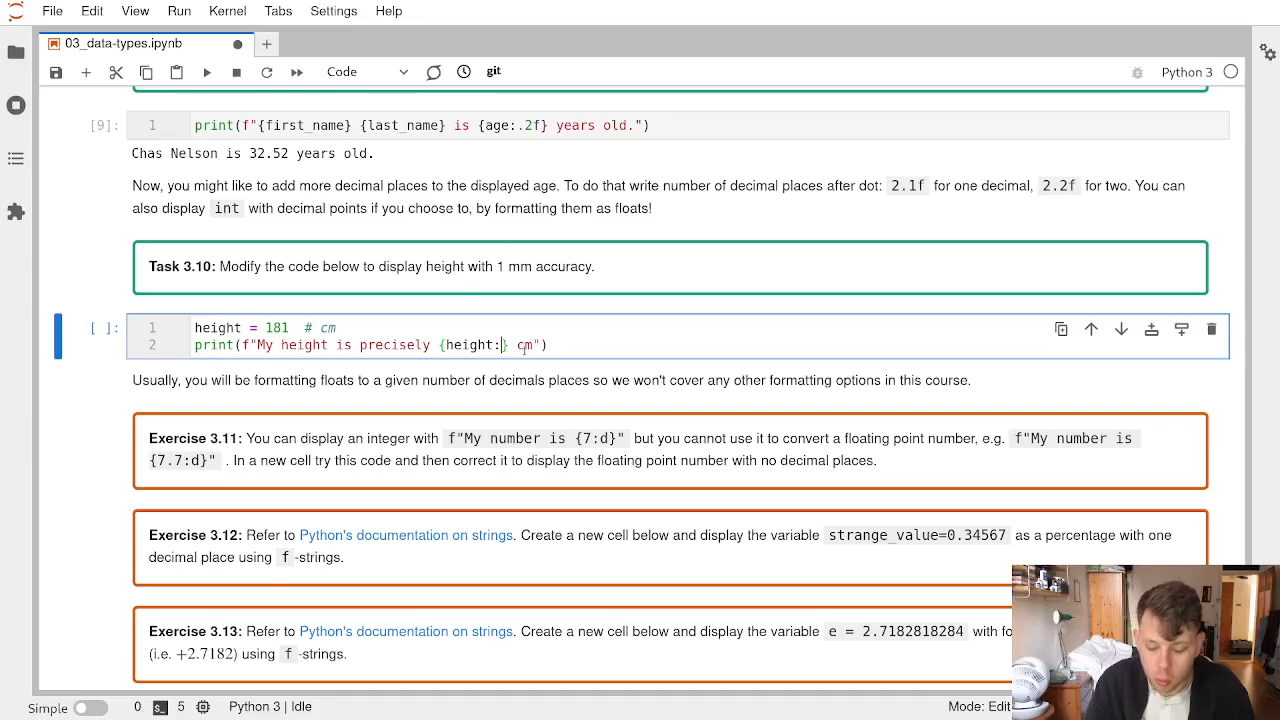 File Edit View Run Kernel Tabs Settings Help
03_data-types.ipynb
Code git Python 3
[9]: 1 print(f"{first_name} {last_name} is {age:.2f} years old.")
Chas Nelson is 32.52 years old.
Now, you might like to add more decimal places to the displayed age. To do that write number of decimal places after dot: 2.1f for one decimal, 2.2f for two. You can
also display int with decimal points if you choose to, by formatting them as floats!
Task 3.10: Modify the code below to display height with 1 mm accuracy.
[ ]: 1 height = 181 # cm
2 print(f"My height is precisely {height:} cm")
Usually, you will be formatting floats to a given number of decimals places so we won't cover any other formatting options in this course.
Exercise 3.11: You can display an integer with f"My number is {7:d}" but you cannot use it to convert a floating point number, e.g. f"My number is
{7.7:d}" . In a new cell try this code and then correct it to display the floating point number with no decimal places.
Exercise 3.12: Refer to Python's documentation on strings. Create a new cell below and display the variable strange_value=0.34567 as a percentage with one
decimal place using f -strings.
Exercise 3.13: Refer to Python's documentation on strings. Create a new cell below and display the variable e = 2.7182818284 with
(i.e. +2.7182) using f -strings.
Simple 0 5 Python 3 | Idle Mode: